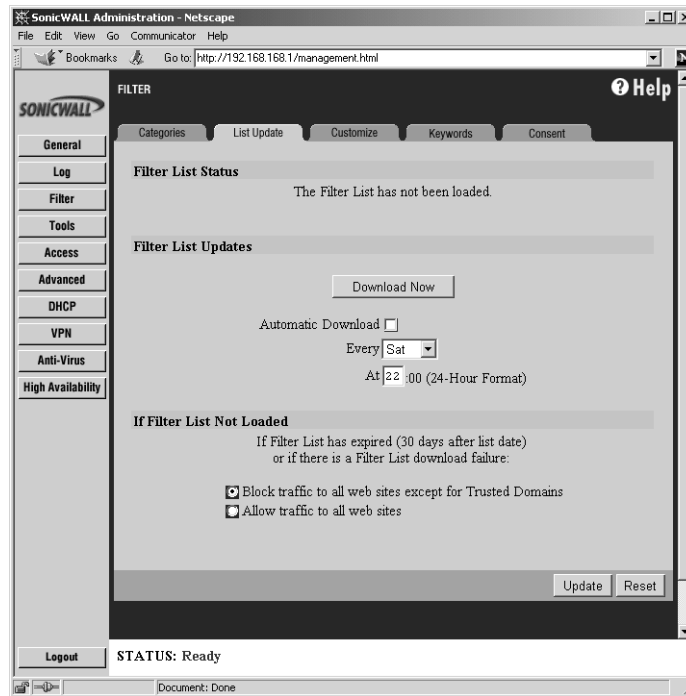 SonicWALL Administration - Netscape
File Edit View Go Communicator Help
Bookmarks Go to: http://192.168.168.1/management.html
SONICWALL
FILTER
Help
Categories List Update Customize Keywords Consent
General
Log
Filter
Tools
Access
Advanced
DHCP
VPN
Anti-Virus
High Availability
Filter List Status
The Filter List has not been loaded.
Filter List Updates
Download Now
Automatic Download
Every Sat
At 22 :00 (24-Hour Format)
If Filter List Not Loaded
If Filter List has expired (30 days after list date)
or if there is a Filter List download failure:
Block traffic to all web sites except for Trusted Domains
Allow traffic to all web sites
Update Reset
Logout
STATUS: Ready
Document: Done